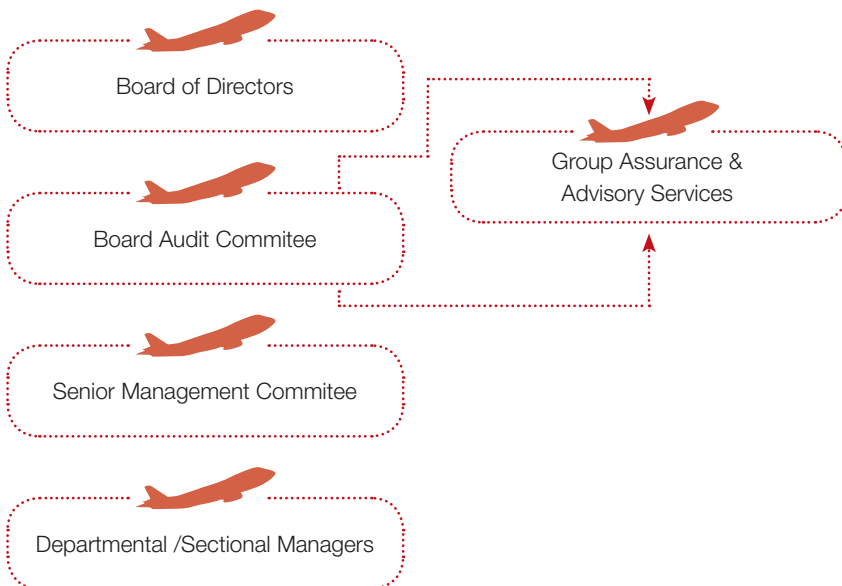 Board of Directors
Board Audit Commitee
Group Assurance &
Advisory Services
Senior Management Commitee
Departmental /Sectional Managers